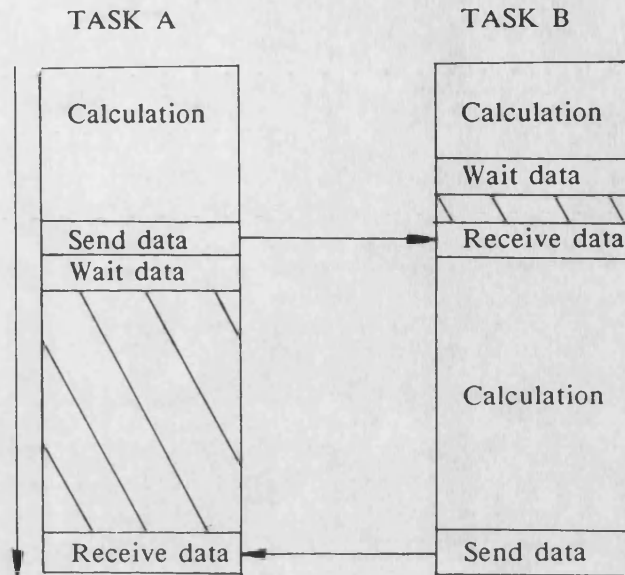 TASK A
TASK B
Calculation
Calculation
Wait data
Send data
Receive data
Wait data
Calculation
Receive data
Send data